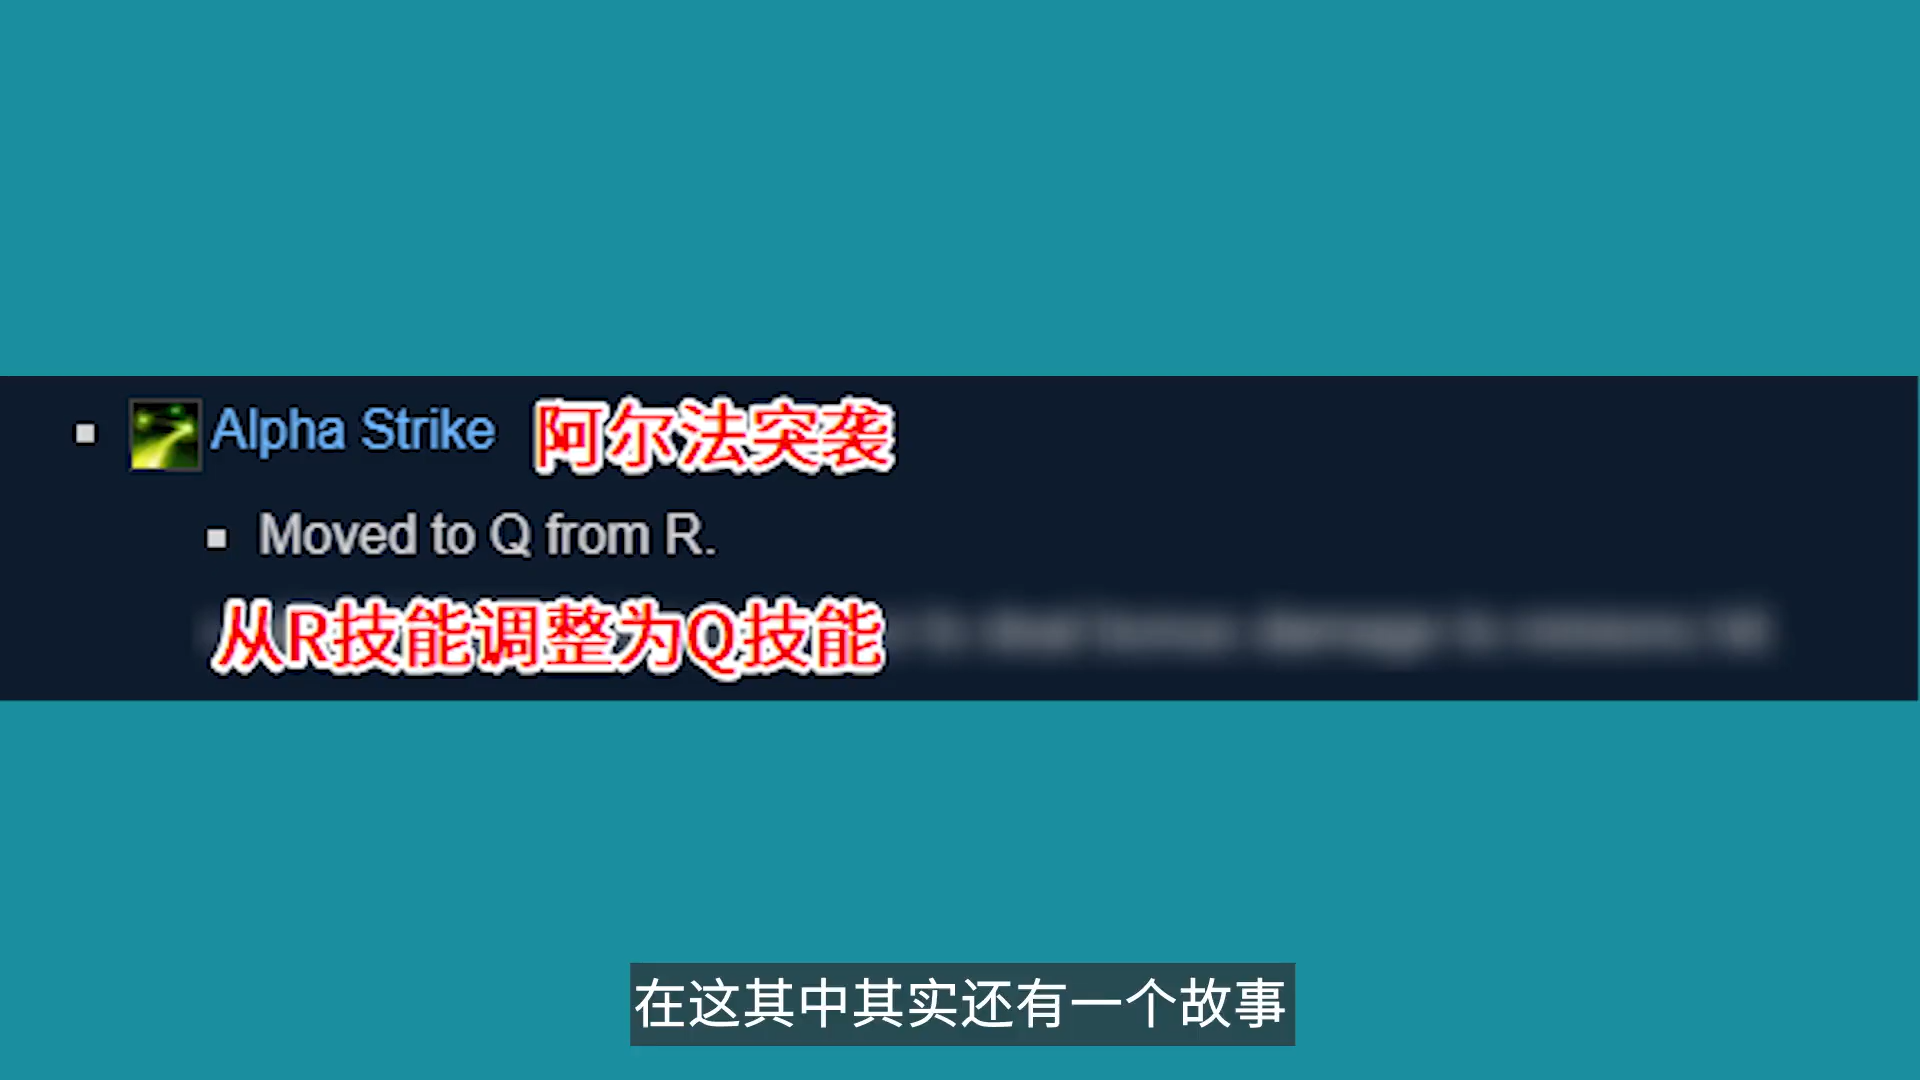 Alpha Strike 阿尔法突袭
Moved to Q from R.
从R技能调整为Q技能
在这其中其实还有一个故事